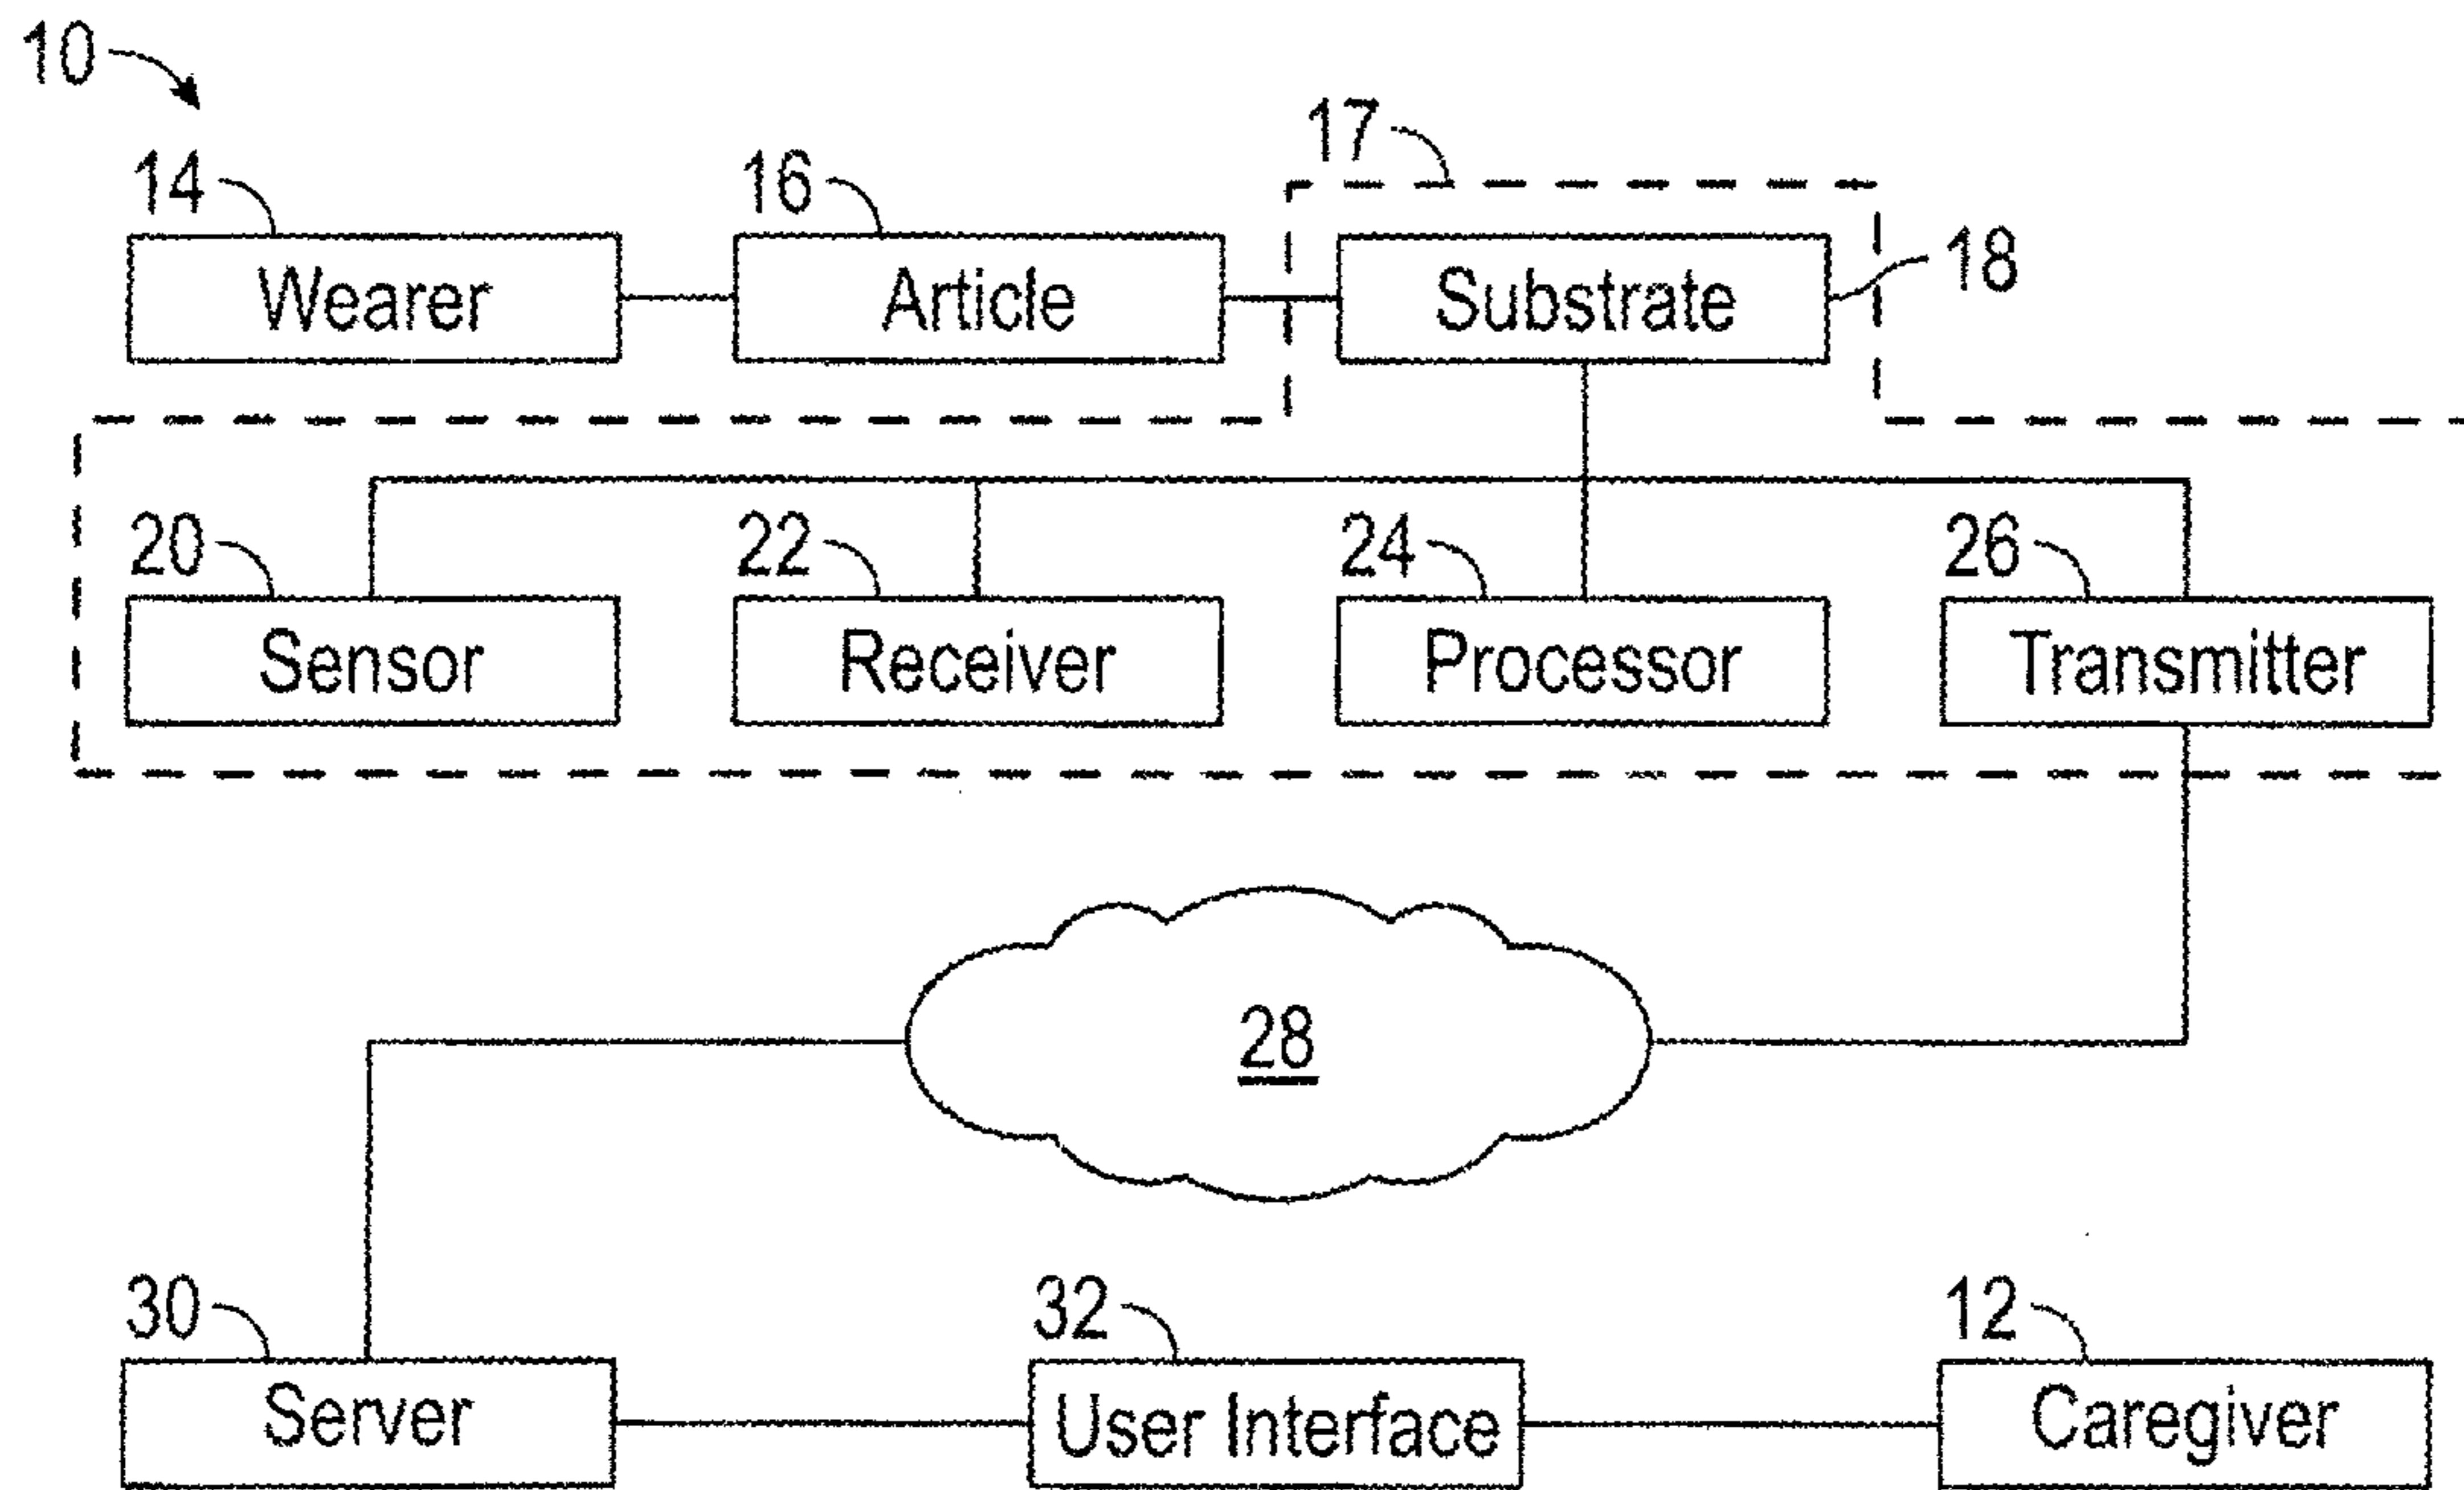 10
17
14
16
18
Wearer
Article
Substrate
20
22
24
26
Sensor
Receiver
Processor
Transmitter
28
30
32
12
Server
User Interface
Caregiver